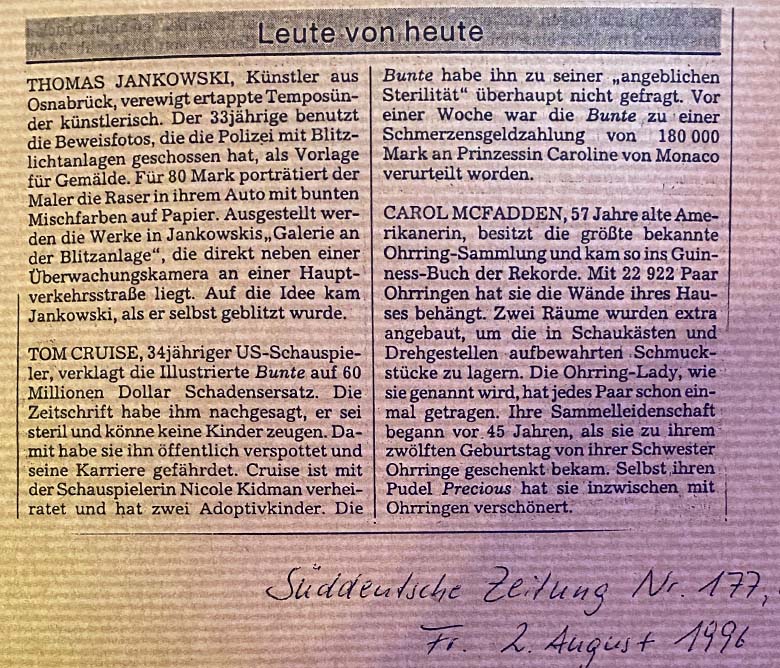 Leute von heute
THOMAS JANKOWSKI, Künstler aus
Osnabrück, verewigt ertappte Temposün-
der künstlerisch. Der 33jährige benutzt
die Beweisfotos, die die Polizei mit Blitz-
lichtanlagen geschossen hat, als Vorlage
für Gemälde. Für 80 Mark porträtiert der
Maler die Raser in ihrem Auto mit bunten
Mischfarben auf Papier. Ausgestellt wer-
den die Werke in Jankowskis „Galerie an
der Blitzanlage“, die direkt neben einer
Überwachungskamera an einer Haupt-
verkehrsstraße liegt. Auf die Idee kam
Jankowski, als er selbst geblitzt wurde.
TOM CRUISE, 34jähriger US-Schauspie-
ler, verklagt die Illustrierte Bunte auf 60
Millionen Dollar Schadensersatz. Die
Zeitschrift habe ihm nachgesagt, er sei
steril und könne keine Kinder zeugen. Da-
mit habe sie ihn öffentlich verspottet und
seine Karriere gefährdet. Cruise ist mit
der Schauspielerin Nicole Kidman verhei-
ratet und hat zwei Adoptivkinder. Die
Bunte habe ihn zu seiner „angeblichen
Sterilität“ überhaupt nicht gefragt. Vor
einer Woche war die Bunte zu einer
Schmerzensgeldzahlung von 180 000
Mark an Prinzessin Caroline von Monaco
verurteilt worden.
CAROL MCFADDEN, 57 Jahre alte Ame-
rikanerin, besitzt die größte bekannte
Ohrring-Sammlung und kam so ins Guin-
ness-Buch der Rekorde. Mit 22 922 Paar
Ohrringen hat sie die Wände ihres Hau-
ses behängt. Zwei Räume wurden extra
angebaut, um die in Schaukästen und
Drehgestellen aufbewahrten Schmuck-
stücke zu lagern. Die Ohrring-Lady, wie
sie genannt wird, hat jedes Paar schon ein-
mal getragen. Ihre Sammelleidenschaft
begann vor 45 Jahren, als sie zu ihrem
zwölften Geburtstag von ihrer Schwester
Ohrringe geschenkt bekam. Selbst ihren
Pudel Precious hat sie inzwischen mit
Ohrringen verschönert.
Süddeutsche Zeitung Nr. 177,
Fr. 2. August 1996